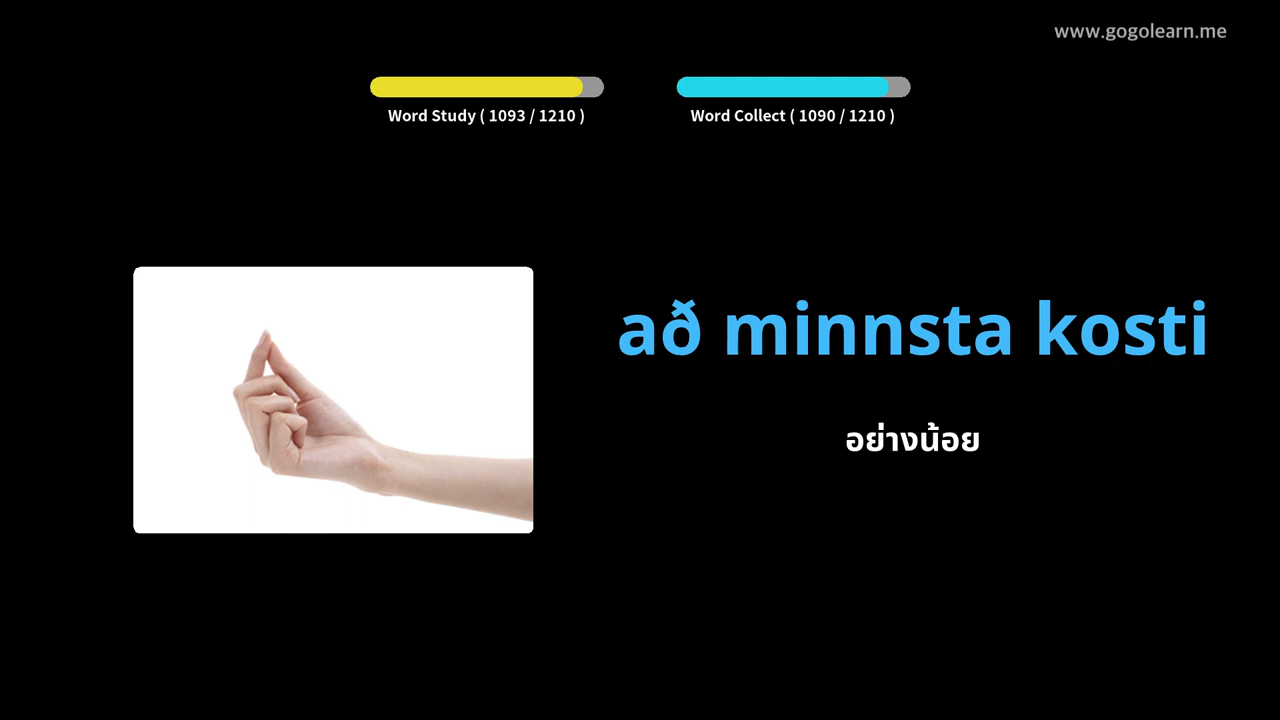 www.gogolearn.me
Word Study ( 1093 / 1210 )
Word Collect ( 1090 / 1210 )
að minnsta kosti
อย่างน้อย